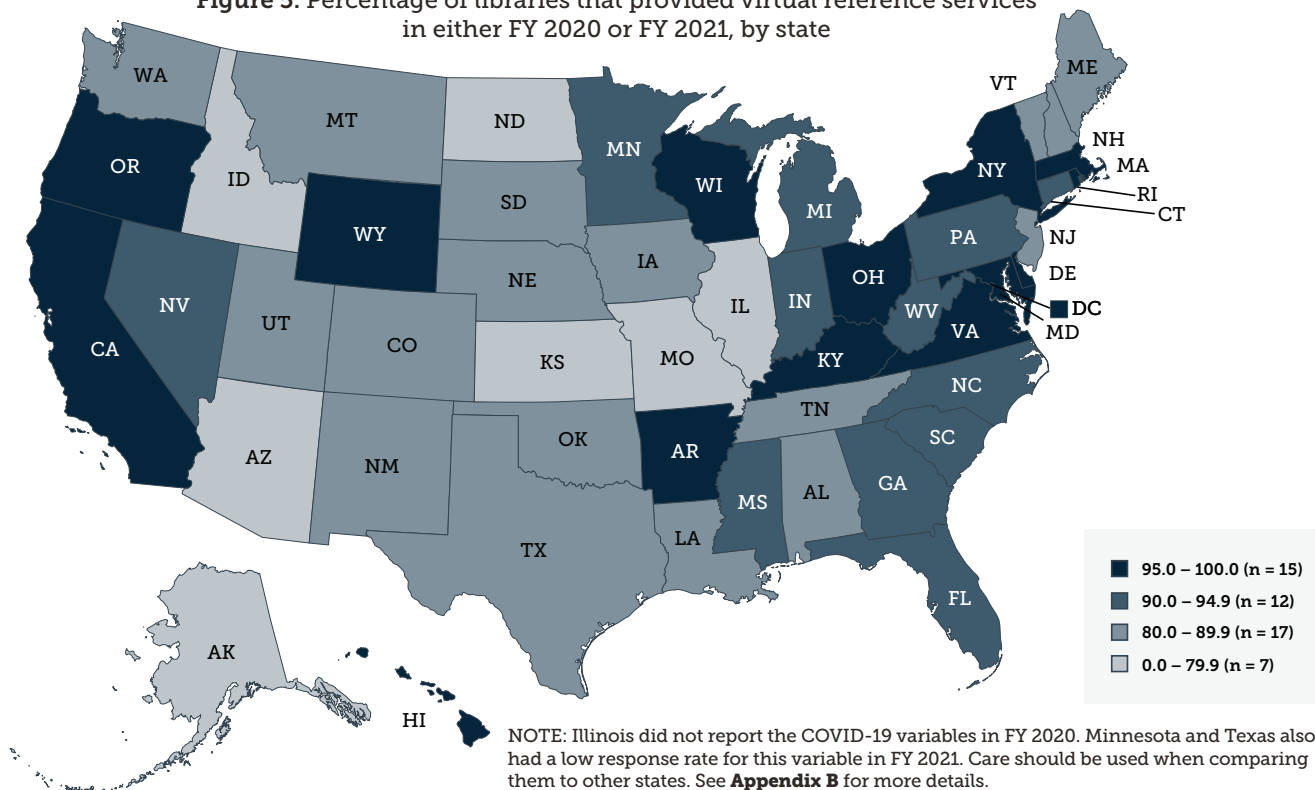 Figure 5. Percentage of libraries that provided virtual reference services
in either FY 2020 or FY 2021, by state
WA
MT
ND
MN
VT
ME
OR
ID
SD
WI
NY
NH
MA
RI
CT
WY
MI
NV
NE
IA
PA
NJ
DE
UT
CO
IL
IN
OH
WV
VA
DC
MD
CA
KS
MO
KY
NC
AZ
NM
OK
AR
TN
SC
MS
AL
GA
TX
LA
FL
AK
HI
95.0 – 100.0 (n = 15)
90.0 – 94.9 (n = 12)
80.0 – 89.9 (n = 17)
0.0 – 79.9 (n = 7)
NOTE: Illinois did not report the COVID-19 variables in FY 2020. Minnesota and Texas also
had a low response rate for this variable in FY 2021. Care should be used when comparing
them to other states. See Appendix B for more details.